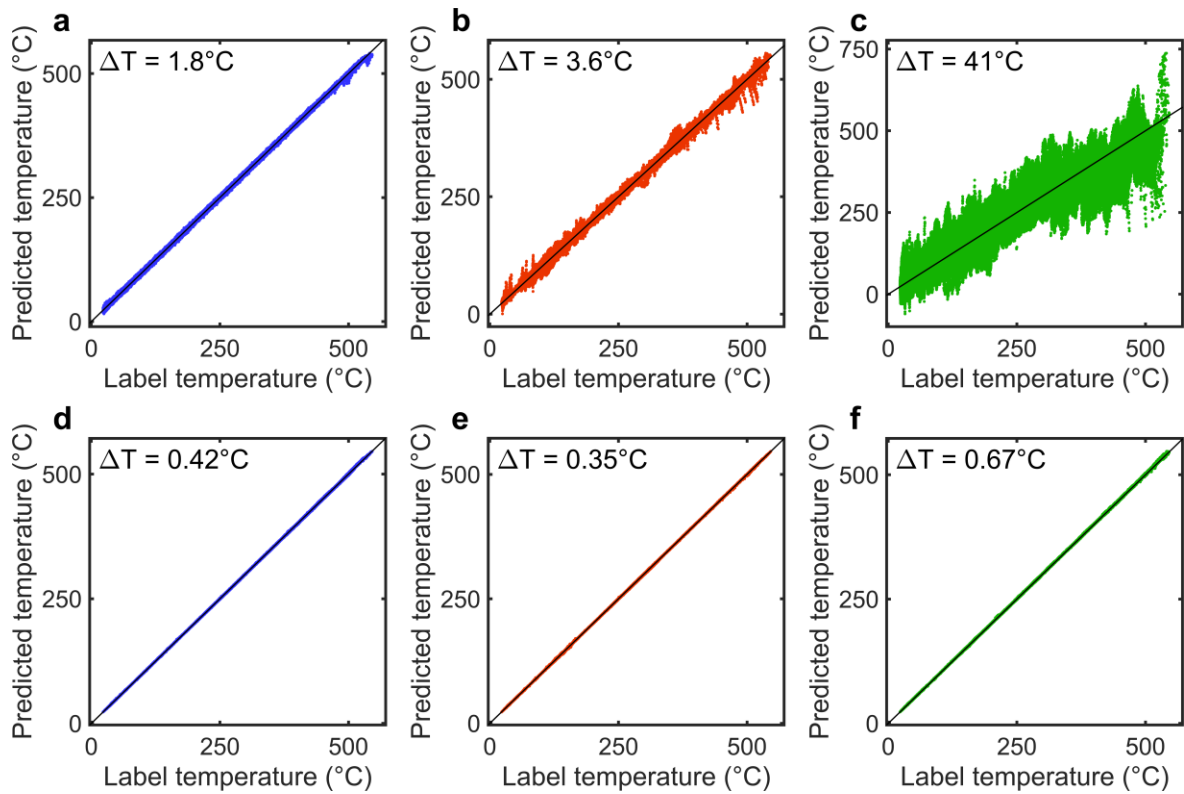 a
ΔT = 1.8°C
500
250
0
Predicted temperature (°C)
0 250 500
Label temperature (°C)
b
ΔT = 3.6°C
500
250
0
Predicted temperature (°C)
0 250 500
Label temperature (°C)
c
ΔT = 41°C
750
500
250
0
Predicted temperature (°C)
0 250 500
Label temperature (°C)
d
ΔT = 0.42°C
500
250
0
Predicted temperature (°C)
0 250 500
Label temperature (°C)
e
ΔT = 0.35°C
500
250
0
Predicted temperature (°C)
0 250 500
Label temperature (°C)
f
ΔT = 0.67°C
500
250
0
Predicted temperature (°C)
0 250 500
Label temperature (°C)